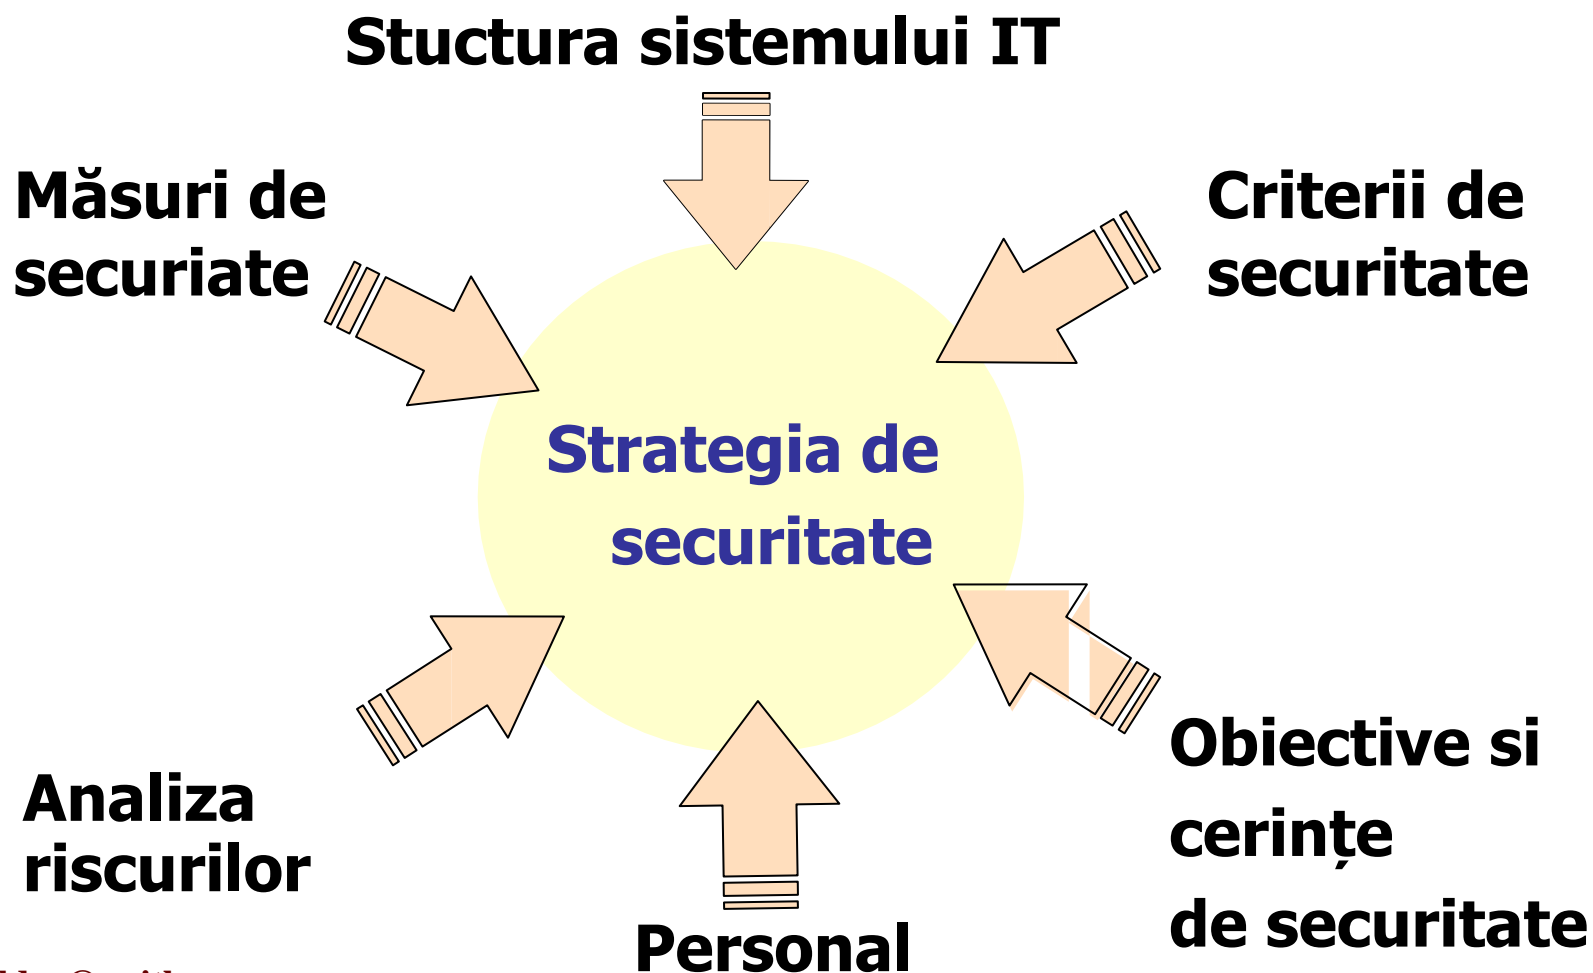 Stuctura sistemului IT
Măsuri de
securiate
Criterii de
securitate
Strategia de
securitate
Analiza
riscurilor
Obiective si
cerințe
de securitate
Personal